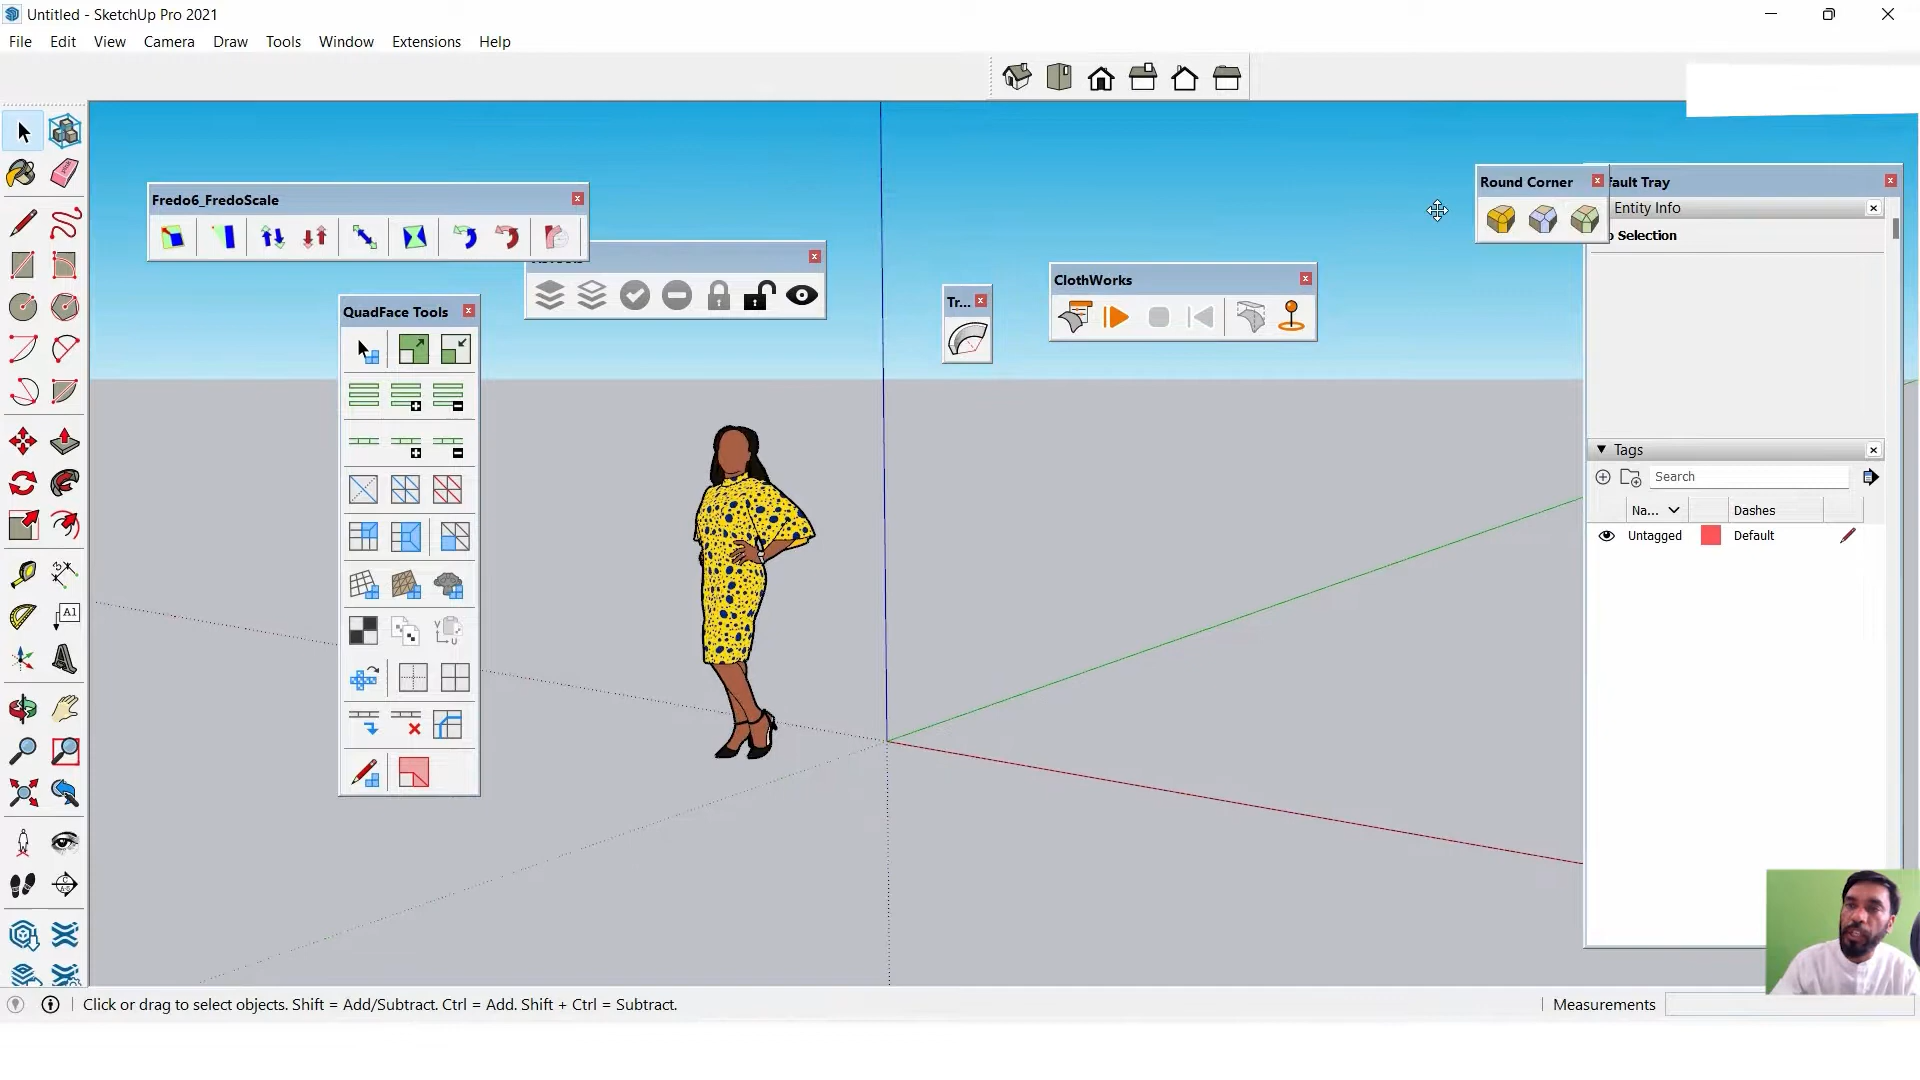 Untitled - SketchUp Pro 2021
File Edit View Camera Draw Tools Window Extensions Help
Fredo6_FredoScale
Round Corner
fault Tray
Entity Info
Selection
ClothWorks
Tr...
QuadFace Tools
Tags
Search
Na... Dashes
Untagged Default
A1
Click or drag to select objects. Shift = Add/Subtract. Ctrl = Add. Shift + Ctrl = Subtract.
Measurements